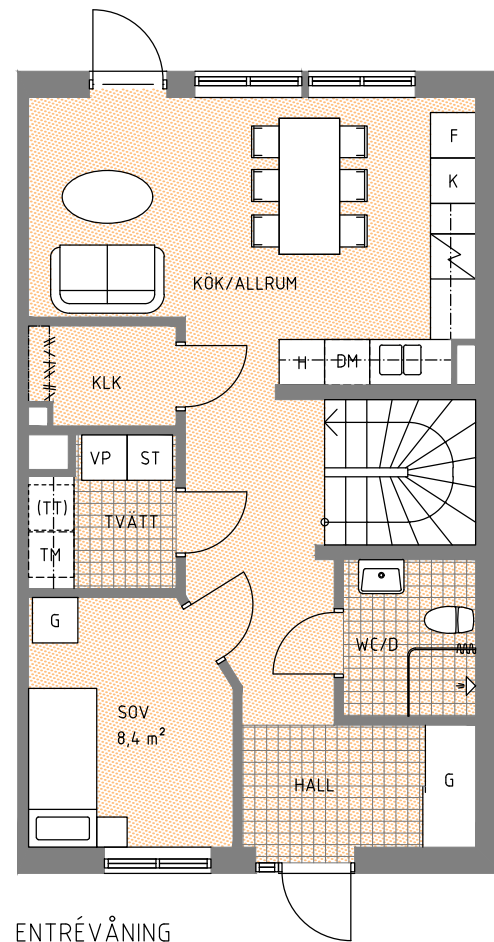 F
K
KÖK/ALLRUM
H DM
KLK
VP ST
(TT)
TVÄTT
TM
G
WC/D
SOV
8,4 m²
HALL
G
ENTRÉVÅNING